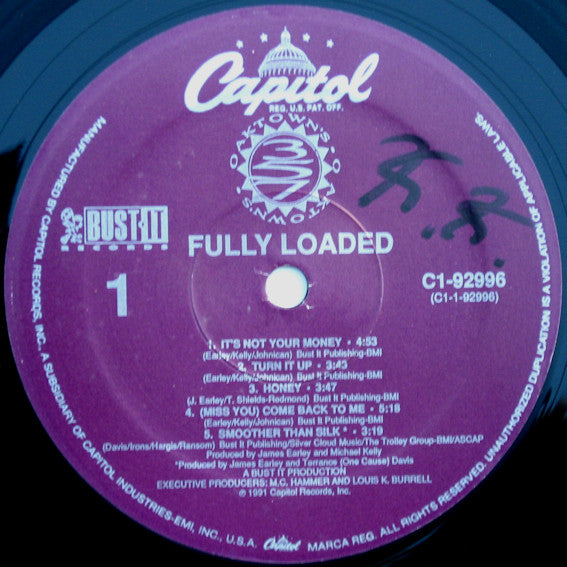 Capitol
REG. U.S. PAT. OFF.
OAKTOWN'S
3.5.7
OAKTOWN'S
BUST IT
RECORDS
FULLY LOADED
1
C1-92996
(C1-1-92996)
1. IT'S NOT YOUR MONEY • 4:53
(Earley/Kelly/Johnican) Bust It Publishing-BMI
2. TURN IT UP • 3:43
(Earley/Kelly/Johnican) Bust It Publishing-BMI
3. HONEY • 3:47
(J. Earley/T. Shields-Redmond) Bust It Publishing-BMI
4. (MISS YOU) COME BACK TO ME • 5:18
(Earley/Kelly/Johnican) Bust It Publishing-BMI
5. SMOOTHER THAN SILK* • 3:19
(Davis/Irons/Hargis/Ransom) Bust It Publishing/Silver Cloud Music/The Trolley Group-BMI/ASCAP
Produced by James Earley and Michael Kelly
*Produced by James Earley and Tarrance (One Cause) Davis
A BUST IT PRODUCTION
EXECUTIVE PRODUCERS: M.C. HAMMER AND LOUIS K. BURRELL
℗ 1991 Capitol Records, Inc.
MANUFACTURED BY CAPITOL RECORDS, INC., A SUBSIDIARY OF CAPITOL INDUSTRIES-EMI, INC., U.S.A. Capitol MARCA REG. ALL RIGHTS RESERVED. UNAUTHORIZED DUPLICATION IS A VIOLATION OF APPLICABLE LAWS.